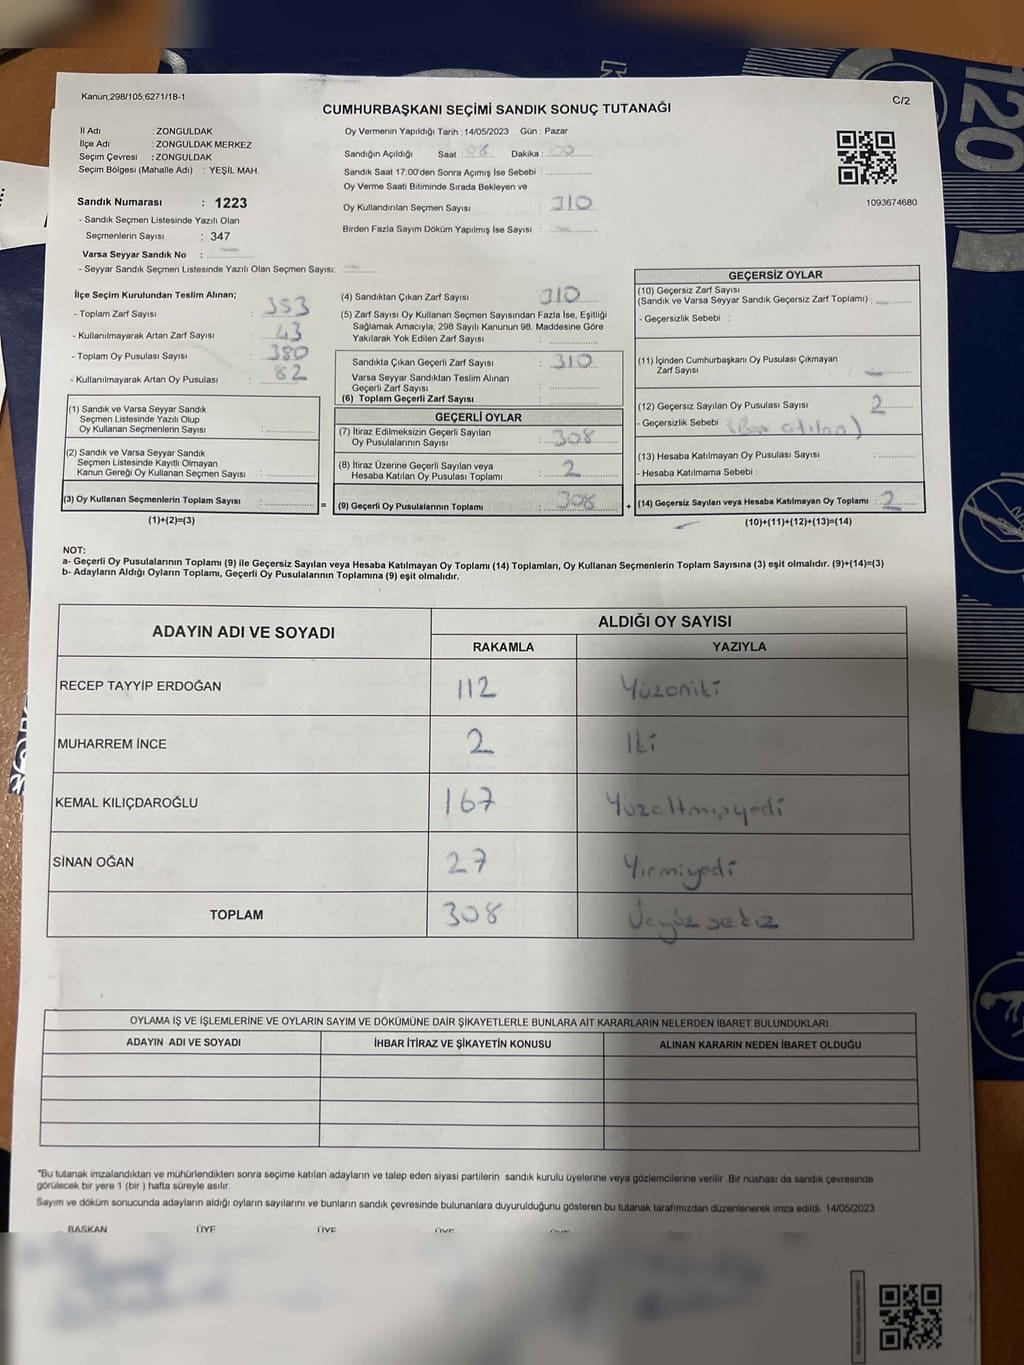 Kanun,298/105,6271/18-1
C/2
CUMHURBAŞKANI SEÇİMİ SANDIK SONUÇ TUTANAĞI
İl Adı : ZONGULDAK
İlçe Adı : ZONGULDAK MERKEZ
Seçim Çevresi : ZONGULDAK
Seçim Bölgesi (Mahalle Adı) : YEŞİL MAH.
Sandık Numarası : 1223
- Sandık Seçmen Listesinde Yazılı Olan
Seçmenlerin Sayısı : 347
Varsa Seyyar Sandık No :
- Seyyar Sandık Seçmen Listesinde Yazılı Olan Seçmen Sayısı:
Oy Vermenin Yapıldığı Tarih : 14/05/2023 Gün : Pazar
Sandığın Açıldığı Saat : 08 Dakika : 00
Sandık Saat 17:00'den Sonra Açılmış İse Sebebi :
Oy Verme Saati Bitiminde Sırada Bekleyen ve
Oy Kullandırılan Seçmen Sayısı : 310
Birden Fazla Sayım Döküm Yapılmış İse Sayısı :
1093674680
İlçe Seçim Kurulundan Teslim Alınan;
- Toplam Zarf Sayısı : 353
- Kullanılmayarak Artan Zarf Sayısı : 43
- Toplam Oy Pusulası Sayısı : 380
- Kullanılmayarak Artan Oy Pusulası : 82
(1) Sandık ve Varsa Seyyar Sandık
Seçmen Listesinde Yazılı Olup
Oy Kullanan Seçmenlerin Sayısı :
(2) Sandık ve Varsa Seyyar Sandık
Seçmen Listesinde Kayıtlı Olmayan
Kanun Gereği Oy Kullanan Seçmen Sayısı :
(3) Oy Kullanan Seçmenlerin Toplam Sayısı : =
(1)+(2)=(3)
(4) Sandıktan Çıkan Zarf Sayısı : 310
(5) Zarf Sayısı Oy Kullanan Seçmen Sayısından Fazla İse, Eşitliği
Sağlamak Amacıyla, 298 Sayılı Kanunun 98. Maddesine Göre
Yakılarak Yok Edilen Zarf Sayısı :
Sandıkta Çıkan Geçerli Zarf Sayısı : 310
Varsa Seyyar Sandıktan Teslim Alınan
Geçerli Zarf Sayısı :
(6) Toplam Geçerli Zarf Sayısı :
GEÇERLİ OYLAR
(7) İtiraz Edilmeksizin Geçerli Sayılan
Oy Pusulalarının Sayısı : 308
(8) İtiraz Üzerine Geçerli Sayılan veya
Hesaba Katılan Oy Pusulası Toplamı : 2
(9) Geçerli Oy Pusulalarının Toplamı : 308 +
GEÇERSİZ OYLAR
(10) Geçersiz Zarf Sayısı
(Sandık ve Varsa Seyyar Sandık Geçersiz Zarf Toplamı) :
- Geçersizlik Sebebi :
(11) İçinden Cumhurbaşkanı Oy Pusulası Çıkmayan
Zarf Sayısı :
(12) Geçersiz Sayılan Oy Pusulası Sayısı : 2
- Geçersizlik Sebebi : (Boş atılan)
(13) Hesaba Katılmayan Oy Pusulası Sayısı :
- Hesaba Katılmama Sebebi :
(14) Geçersiz Sayılan veya Hesaba Katılmayan Oy Toplamı : 2
(10)+(11)+(12)+(13)=(14)
NOT:
a- Geçerli Oy Pusulalarının Toplamı (9) ile Geçersiz Sayılan veya Hesaba Katılmayan Oy Toplamı (14) Toplamları, Oy Kullanan Seçmenlerin Toplam Sayısına (3) eşit olmalıdır. (9)+(14)=(3)
b- Adayların Aldığı Oyların Toplamı, Geçerli Oy Pusulalarının Toplamına (9) eşit olmalıdır.
ADAYIN ADI VE SOYADI ALDIĞI OY SAYISI
RAKAMLA YAZIYLA
RECEP TAYYİP ERDOĞAN 112 Yüzoniki
MUHARREM İNCE 2 İki
KEMAL KILIÇDAROĞLU 167 Yüzaltmışyedi
SİNAN OĞAN 27 Yirmiyedi
TOPLAM 308 Üçyüz sekiz
OYLAMA İŞ VE İŞLEMLERİNE VE OYLARIN SAYIM VE DÖKÜMÜNE DAİR ŞİKAYETLERLE BUNLARA AİT KARARLARIN NELERDEN İBARET BULUNDUKLARI
ADAYIN ADI VE SOYADI İHBAR İTİRAZ VE ŞİKAYETİN KONUSU ALINAN KARARIN NEDEN İBARET OLDUĞU
"Bu tutanak imzalandıktan ve mühürlendikten sonra seçime katılan adayların ve talep eden siyasi partilerin sandık kurulu üyelerine veya gözlemcilerine verilir .Bir nüshası da sandık çevresinde
görülecek bir yere 1 (bir ) hafta süreyle asılır.
Sayım ve döküm sonucunda adayların aldığı oyların sayılarını ve bunların sandık çevresinde bulunanlara duyurulduğunu gösteren bu tutanak tarafımızdan düzenlenerek imza edildi. 14/05/2023
BAŞKAN ÜYE ÜYE ÜYE
120